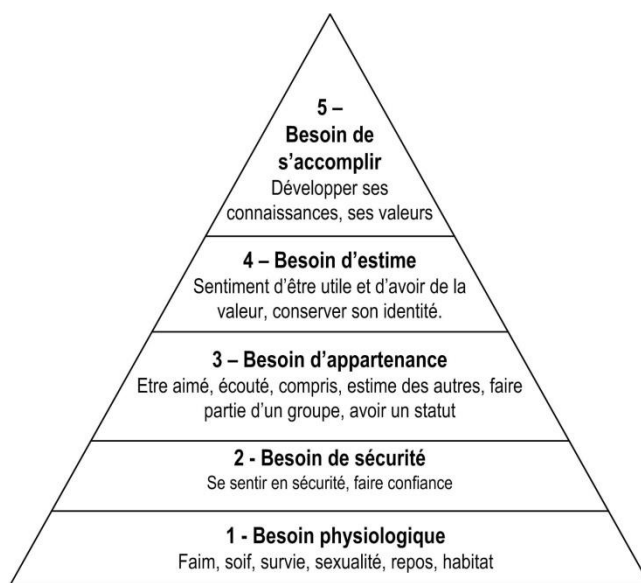 5 –
Besoin de
s’accomplir
Développer ses
connaissances, ses valeurs
4 – Besoin d’estime
Sentiment d’être utile et d’avoir de la
valeur, conserver son identité.
3 – Besoin d’appartenance
Etre aimé, écouté, compris, estime des autres, faire
partie d’un groupe, avoir un statut
2 - Besoin de sécurité
Se sentir en sécurité, faire confiance
1 - Besoin physiologique
Faim, soif, survie, sexualité, repos, habitat